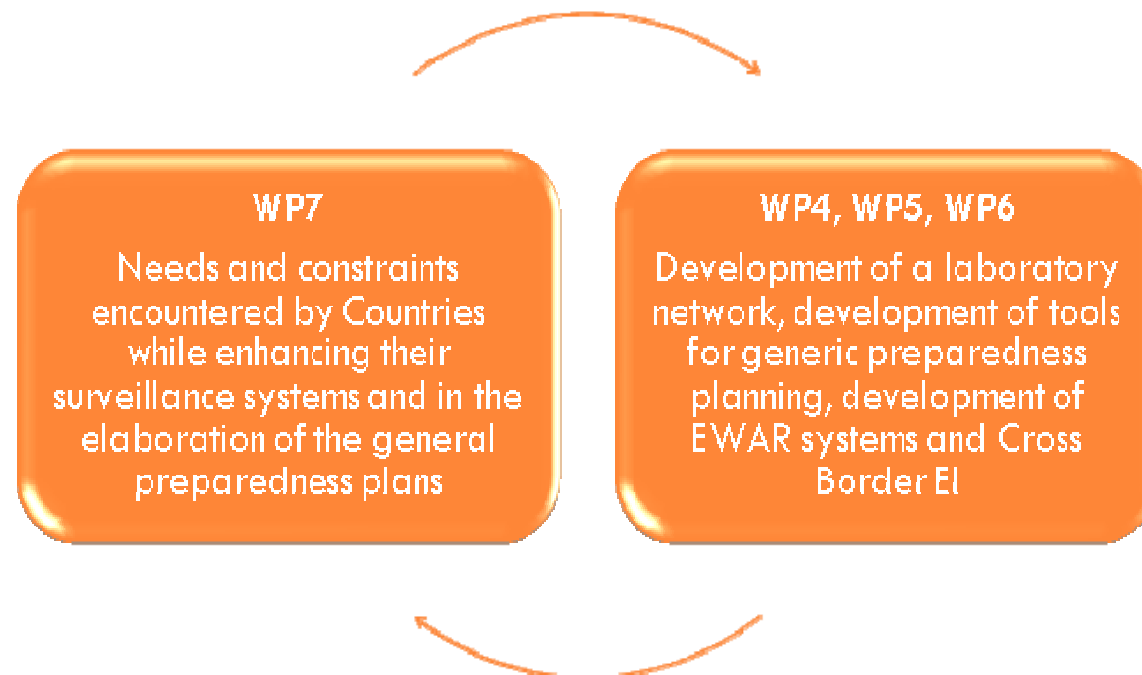 WP7
Needs and constraints
encountered by Countries
while enhancing their
surveillance systems and in the
elaboration of the general
preparedness plans
WP4, WP5, WP6
Development of a laboratory
network, development of tools
for generic preparedness
planning, development of
EWAR systems and Cross
Border EI